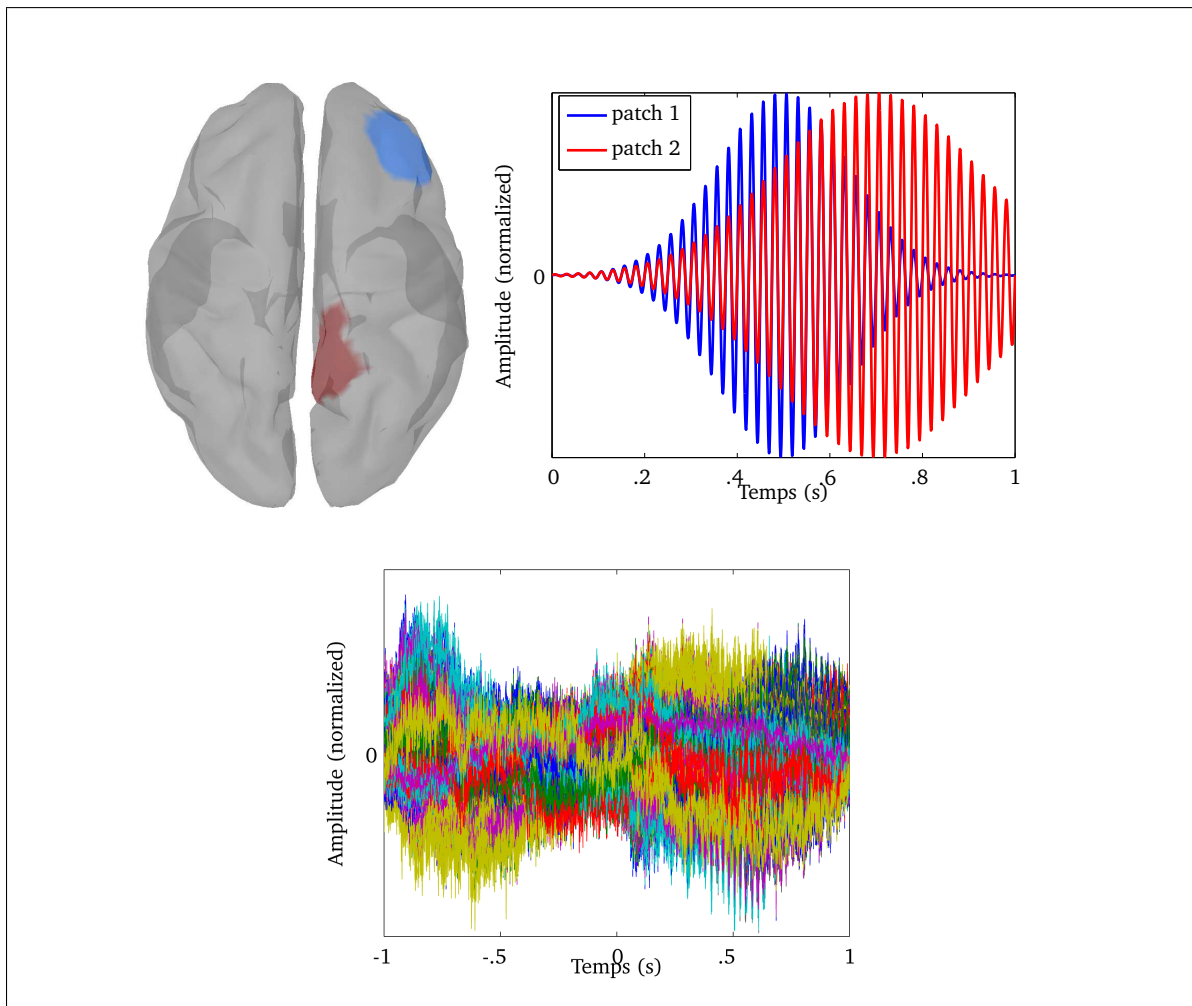 patch 1
patch 2
Amplitude (normalized)
0
0 .2 .4 .6 .8 1
Temps (s)
Amplitude (normalized)
0
-1 -.5 0 .5 1
Temps (s)